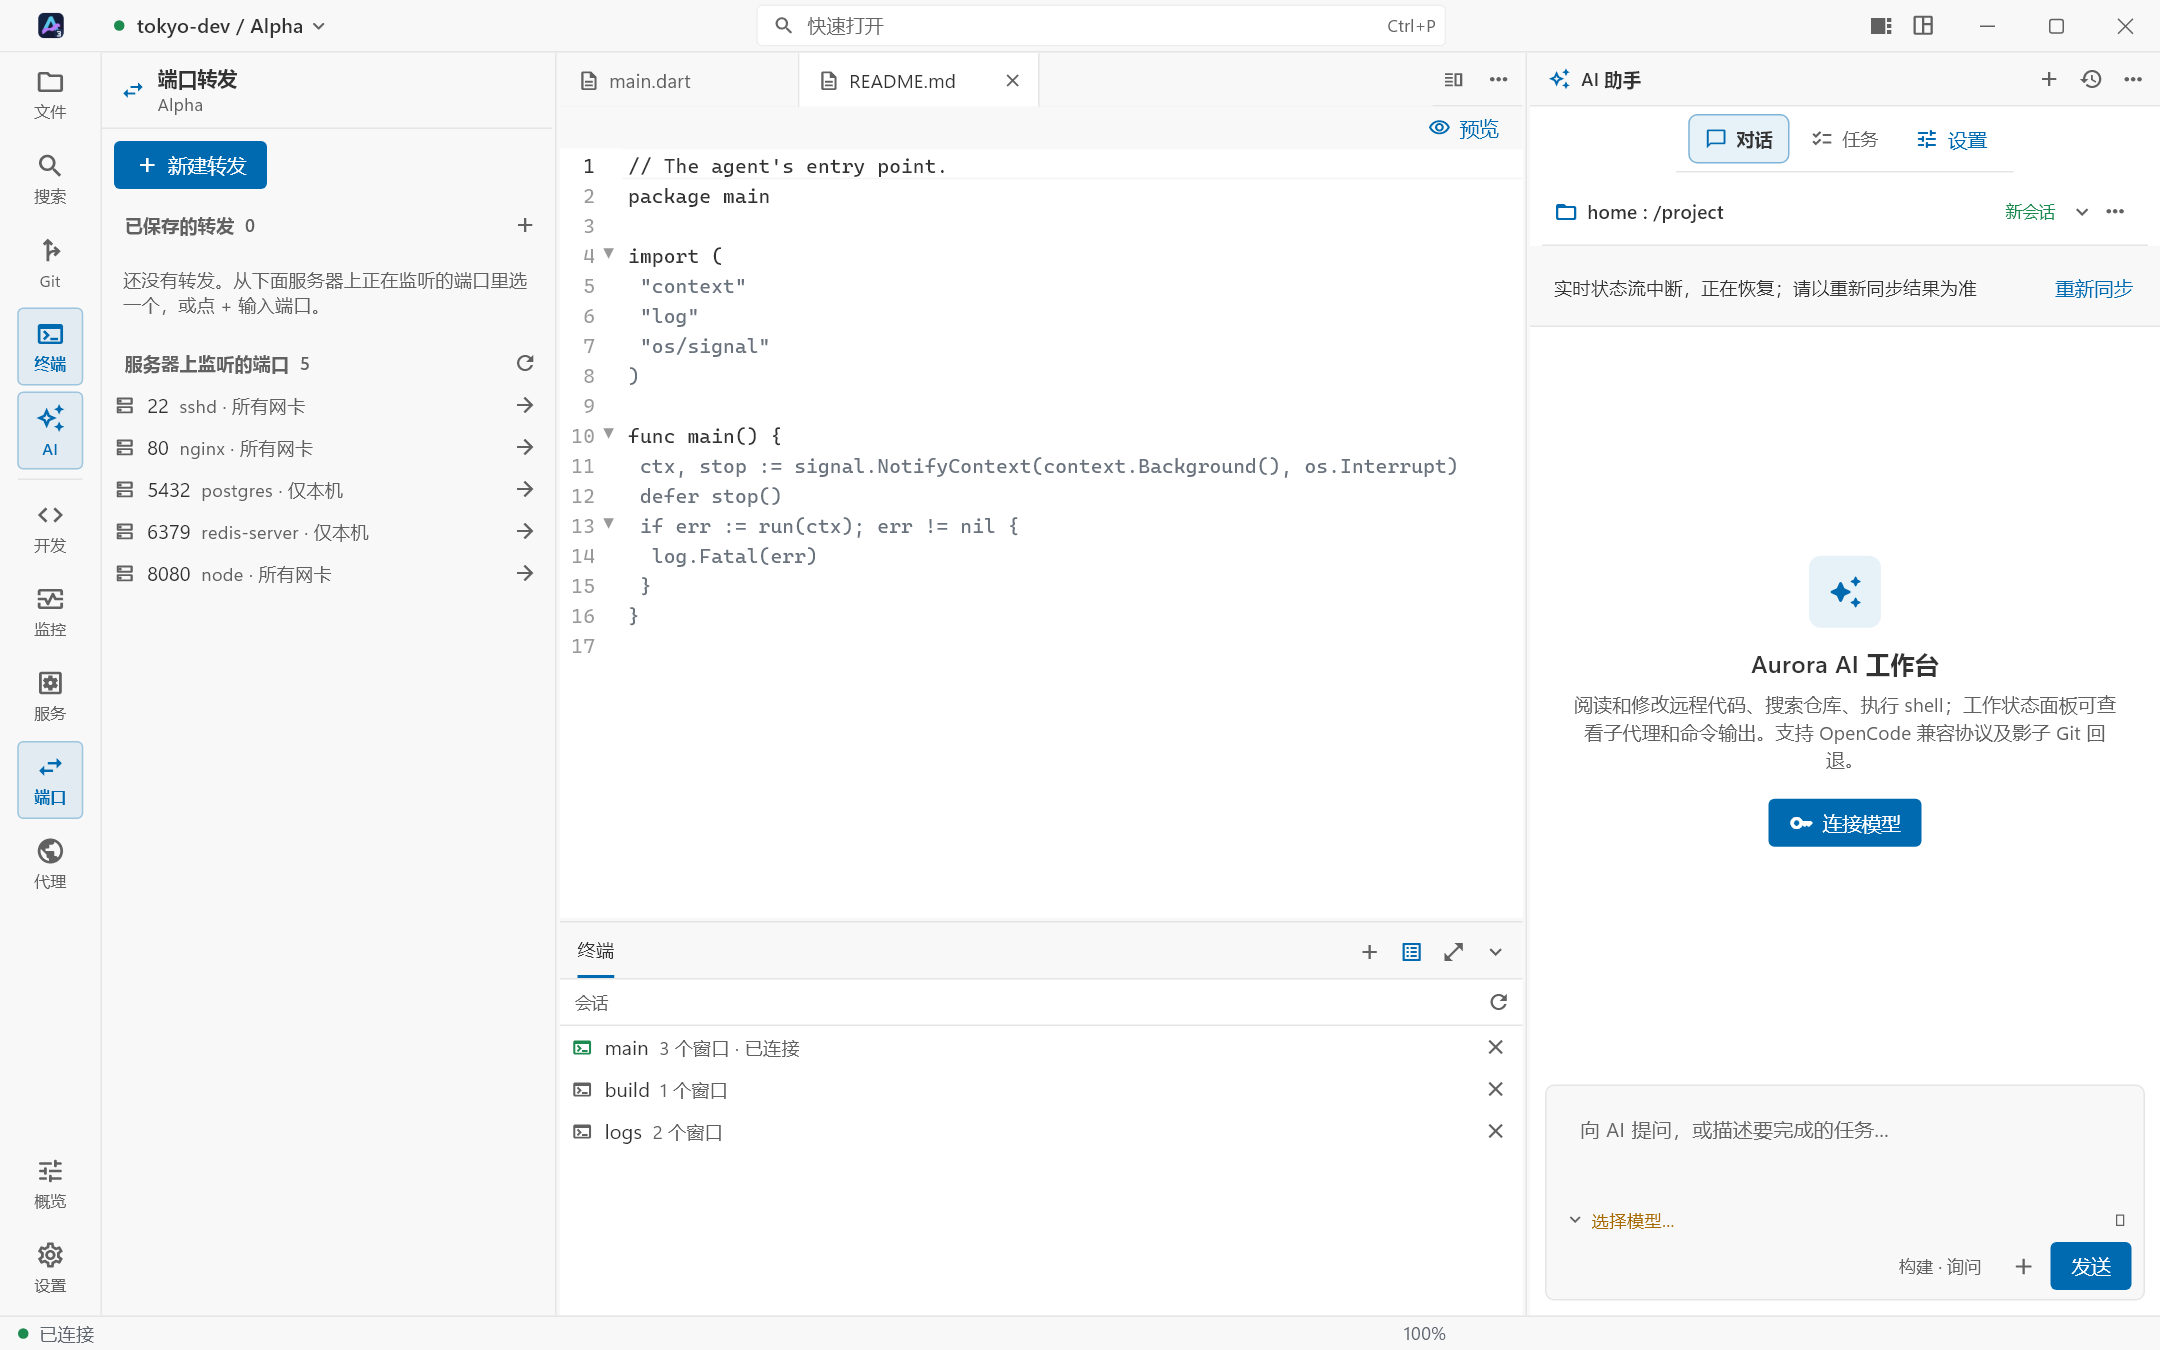 tokyo-dev / Alpha
快速打开
Ctrl+P
文件
搜索
Git
终端
AI
开发
监控
服务
端口
代理
概览
设置
端口转发
Alpha
新建转发
已保存的转发 0
还没有转发。从下面服务器上正在监听的端口里选
一个，或点 + 输入端口。
服务器上监听的端口 5
22 sshd · 所有网卡
80 nginx · 所有网卡
5432 postgres · 仅本机
6379 redis-server · 仅本机
8080 node · 所有网卡
main.dart
README.md
预览
1 // The agent's entry point.
2 package main
3
4 import (
5 "context"
6 "log"
7 "os/signal"
8 )
9
10 func main() {
11 ctx, stop := signal.NotifyContext(context.Background(), os.Interrupt)
12 defer stop()
13 if err := run(ctx); err != nil {
14 log.Fatal(err)
15 }
16 }
17
终端
会话
main 3 个窗口 · 已连接
build 1 个窗口
logs 2 个窗口
AI 助手
对话
任务
设置
home : /project
新会话
实时状态流中断，正在恢复；请以重新同步结果为准
重新同步
Aurora AI 工作台
阅读和修改远程代码、搜索仓库、执行 shell；工作状态面板可查
看子代理和命令输出。支持 OpenCode 兼容协议及影子 Git 回
退。
连接模型
向 AI 提问，或描述要完成的任务...
选择模型...
构建 · 询问
发送
已连接
100%